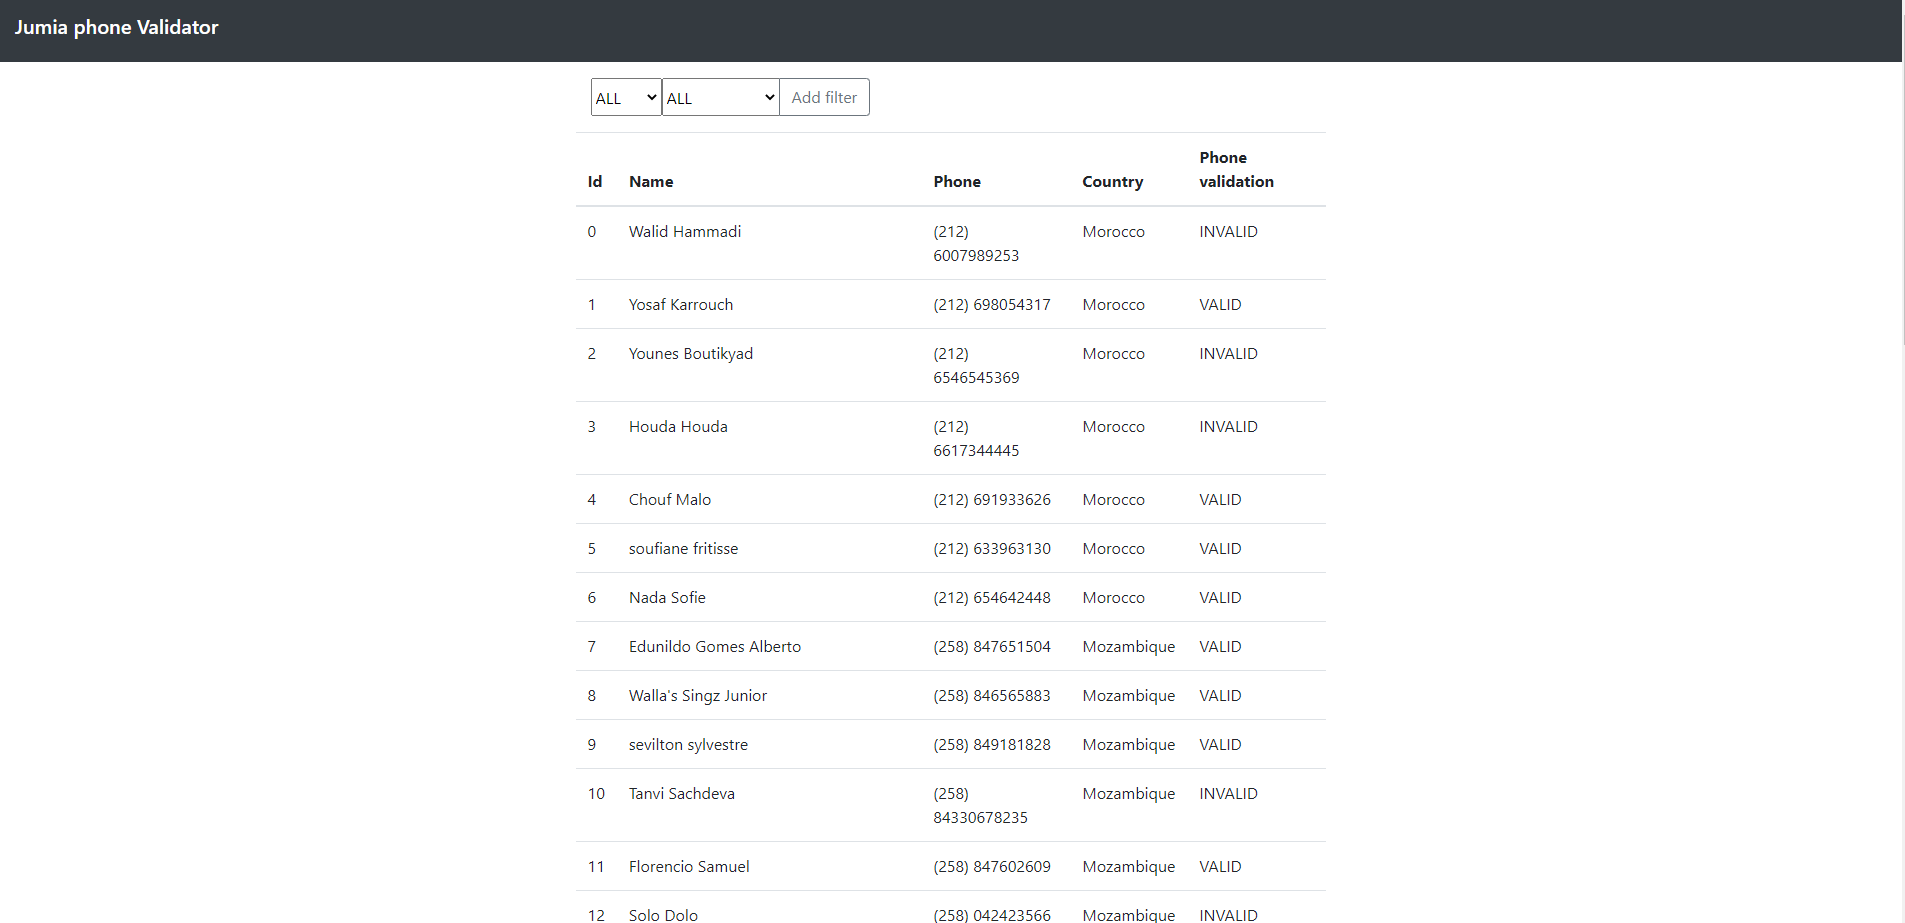 Jumia phone Validator
ALL ALL Add filter
Id Name Phone Country Phone validation
0 Walid Hammadi (212) 6007989253 Morocco INVALID
1 Yosaf Karrouch (212) 698054317 Morocco VALID
2 Younes Boutikyad (212) 6546545369 Morocco INVALID
3 Houda Houda (212) 6617344445 Morocco INVALID
4 Chouf Malo (212) 691933626 Morocco VALID
5 soufiane fritisse (212) 633963130 Morocco VALID
6 Nada Sofie (212) 654642448 Morocco VALID
7 Edunildo Gomes Alberto (258) 847651504 Mozambique VALID
8 Walla's Singz Junior (258) 846565883 Mozambique VALID
9 sevilton sylvestre (258) 849181828 Mozambique VALID
10 Tanvi Sachdeva (258) 84330678235 Mozambique INVALID
11 Florencio Samuel (258) 847602609 Mozambique VALID
12 Solo Dolo (258) 042423566 Mozambique INVALID